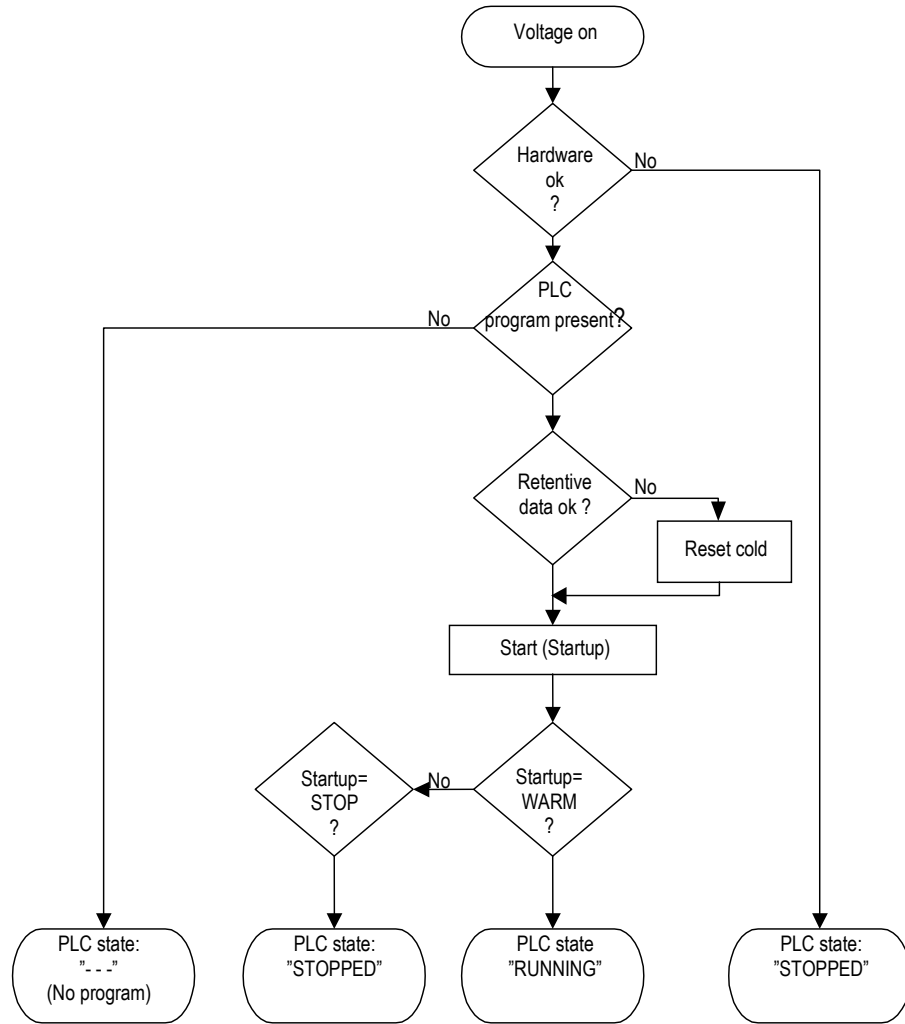 Voltage on
Hardware
ok
?
No
PLC
program present?
No
Retentive
data ok ?
No
Reset cold
Start (Startup)
Startup=
STOP
?
No
Startup=
WARM
?
PLC state:
"- - -"
(No program)
PLC state:
"STOPPED"
PLC state
"RUNNING"
PLC state:
"STOPPED"